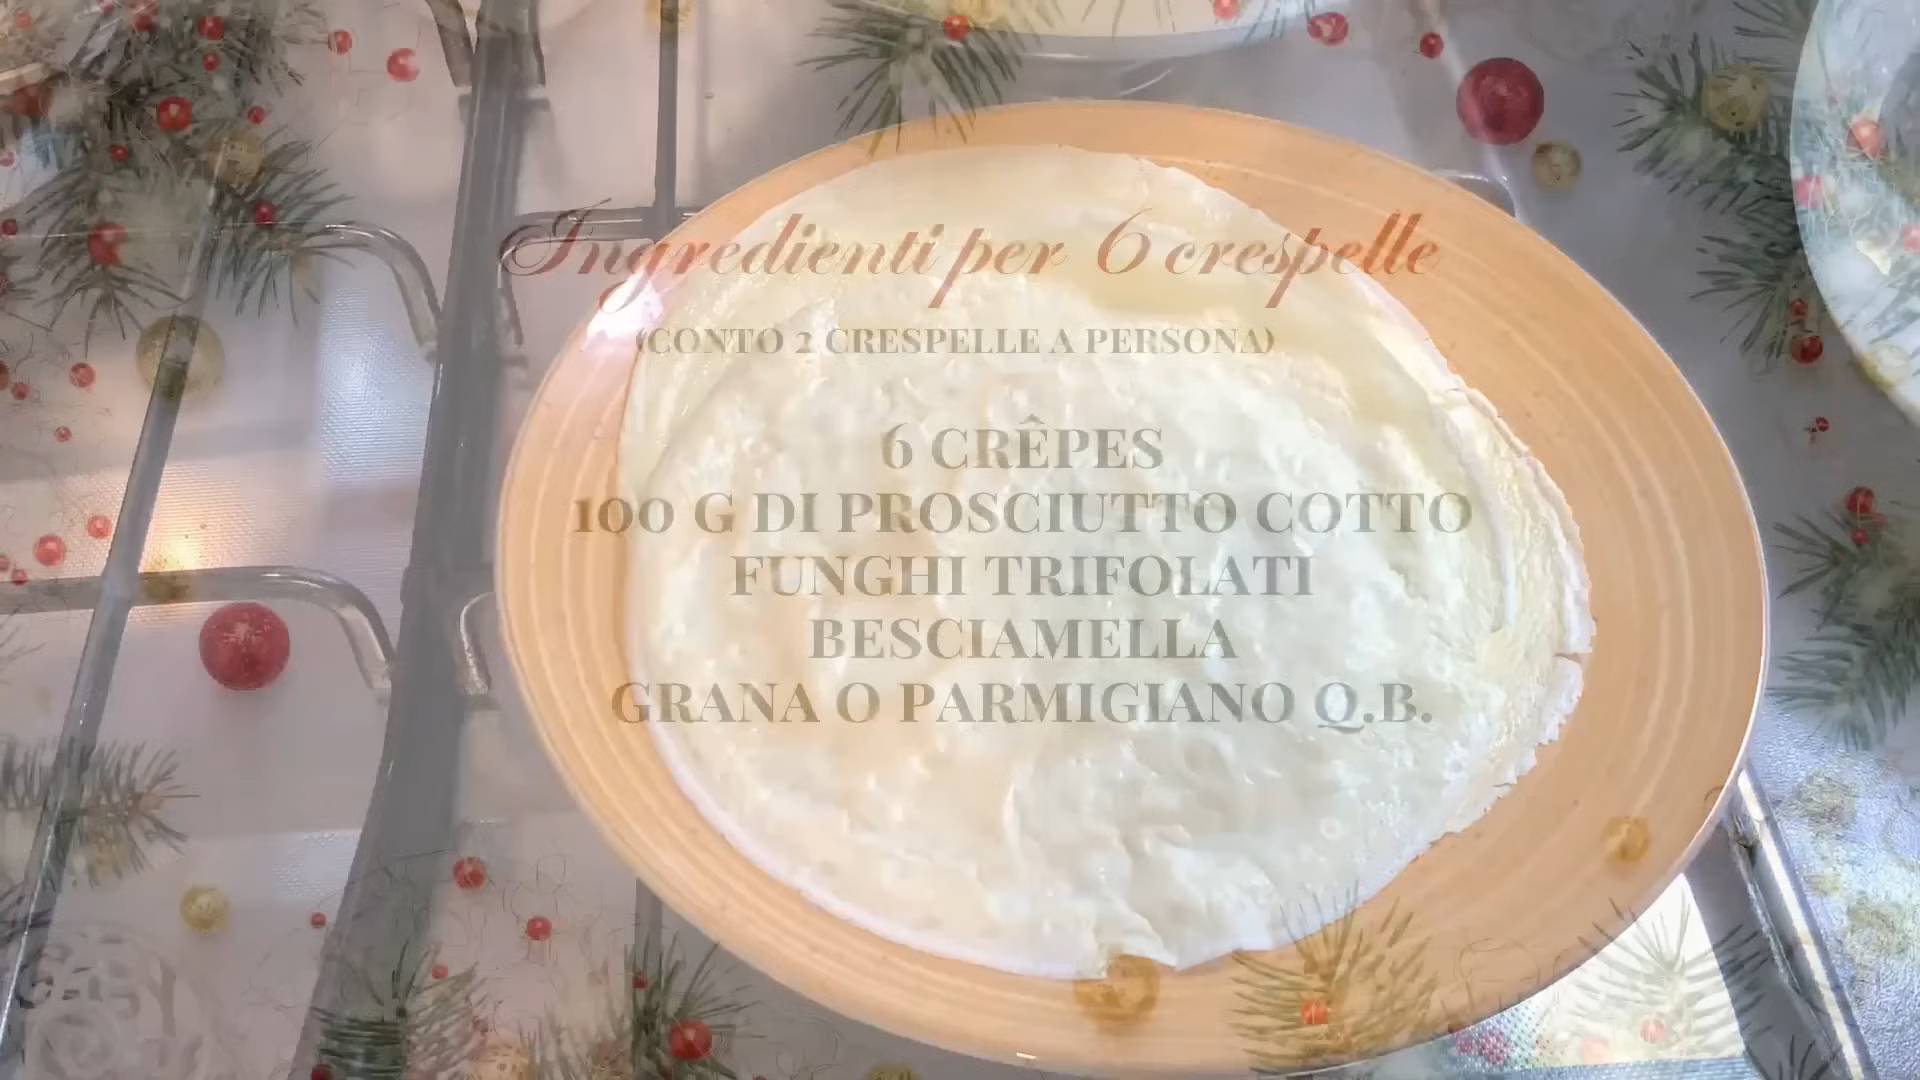 Ingredienti per 6 crespelle
(CONTO 2 CRESPELLE A PERSONA)
6 CRÊPES
100 G DI PROSCIUTTO COTTO
FUNGHI TRIFOLATI
BESCIAMELLA
GRANA O PARMIGIANO Q.B.